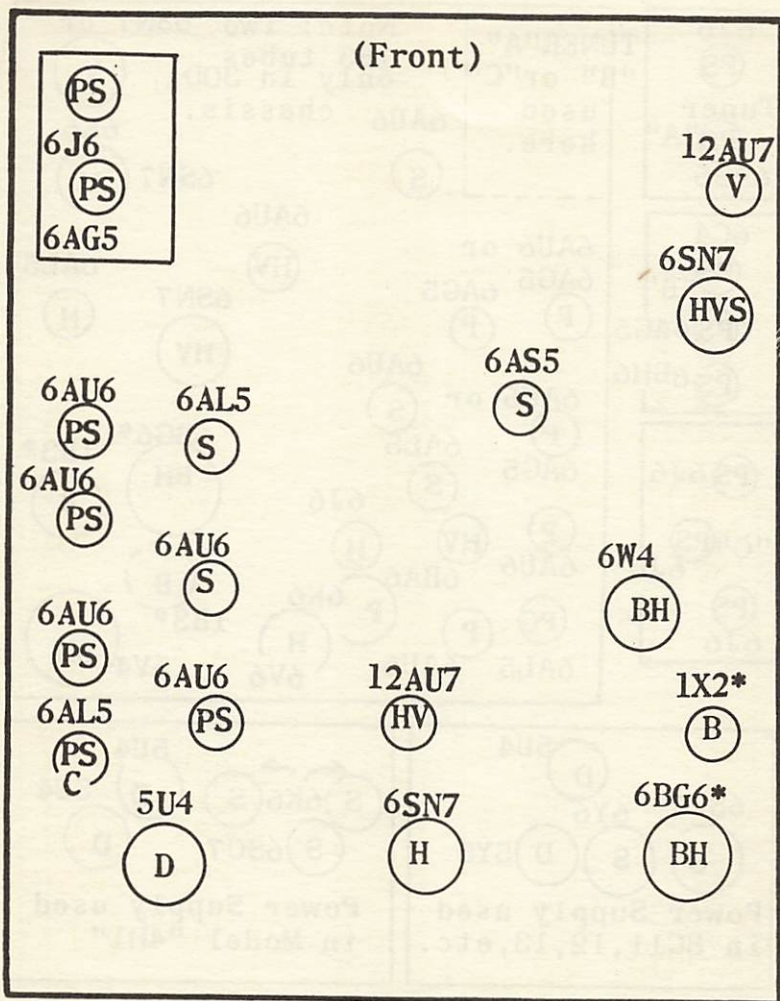 (Front)
PS
6J6
PS
6AG5
12AU7
V
6SN7
HVS
6AS5
S
6AU6
PS
6AL5
S
6AU6
PS
6AU6
S
6W4
BH
6AU6
PS
6AU6
PS
12AU7
HV
1X2*
B
6AL5
PS
C
5U4
D
6SN7
H
6BG6*
BH